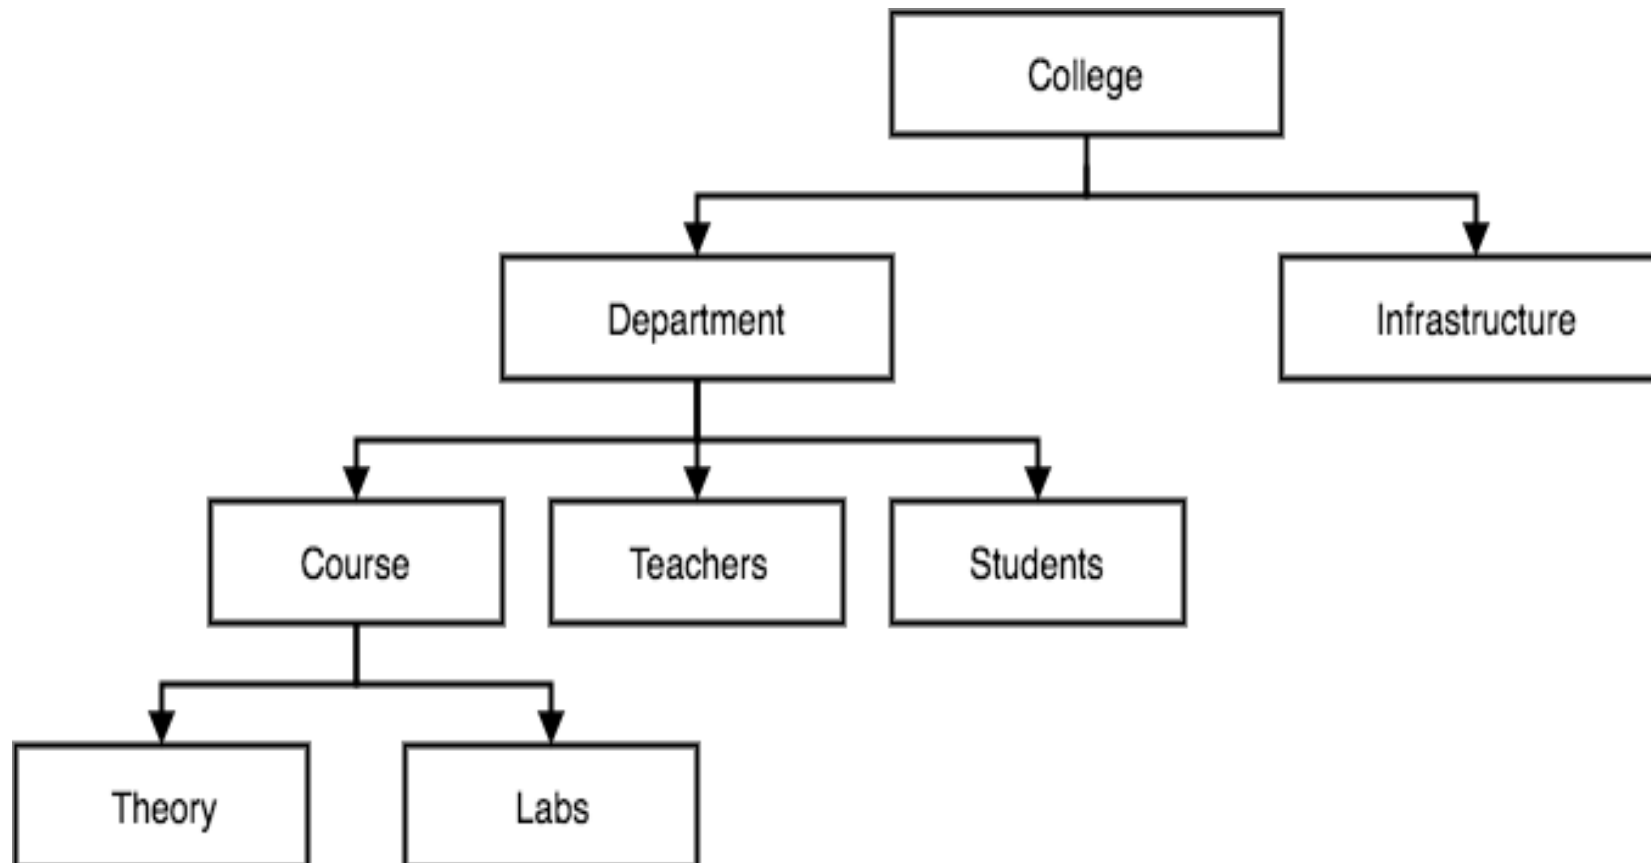 College
Department
Infrastructure
Course
Teachers
Students
Theory
Labs